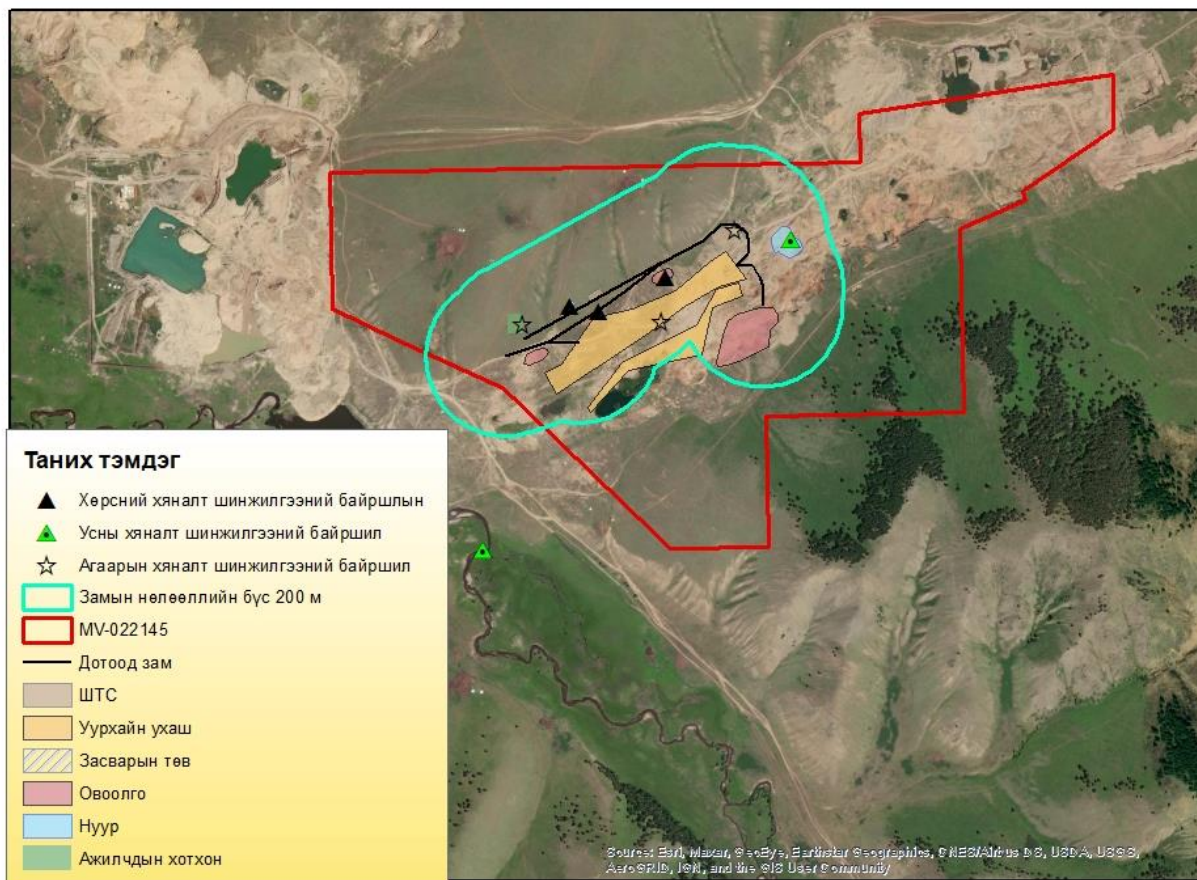 Таних тэмдэг
Хөрсний хяналт шинжилгээний байршлын
Усны хяналт шинжилгээний байршил
Агаарын хяналт шинжилгээний байршил
Замын нөлөөллийн бүс 200 м
MV-022145
Дотоод зам
ШТС
Уурхайн ухаш
Засварын төв
Овоолго
Нуур
Ажилчдын хотхон
Source: Esri, Maxar, GeoEye, Earthstar Geographics, CNES/Airbus DS, USDA, USGS,
AeroGRID, IGN, and the GIS User Community